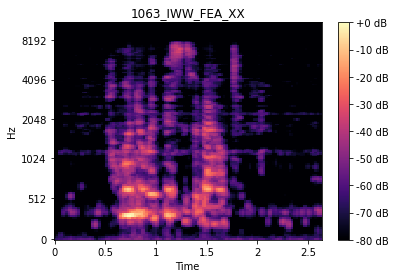 1063_IWW_FEA_XX
+0 dB
8192
-10 dB
4096
-20 dB
-30 dB
2048
Hz
-40 dB
1024
-50 dB
-60 dB
512
-70 dB
0
-80 dB
0 0.5 1 1.5 2 2.5
Time